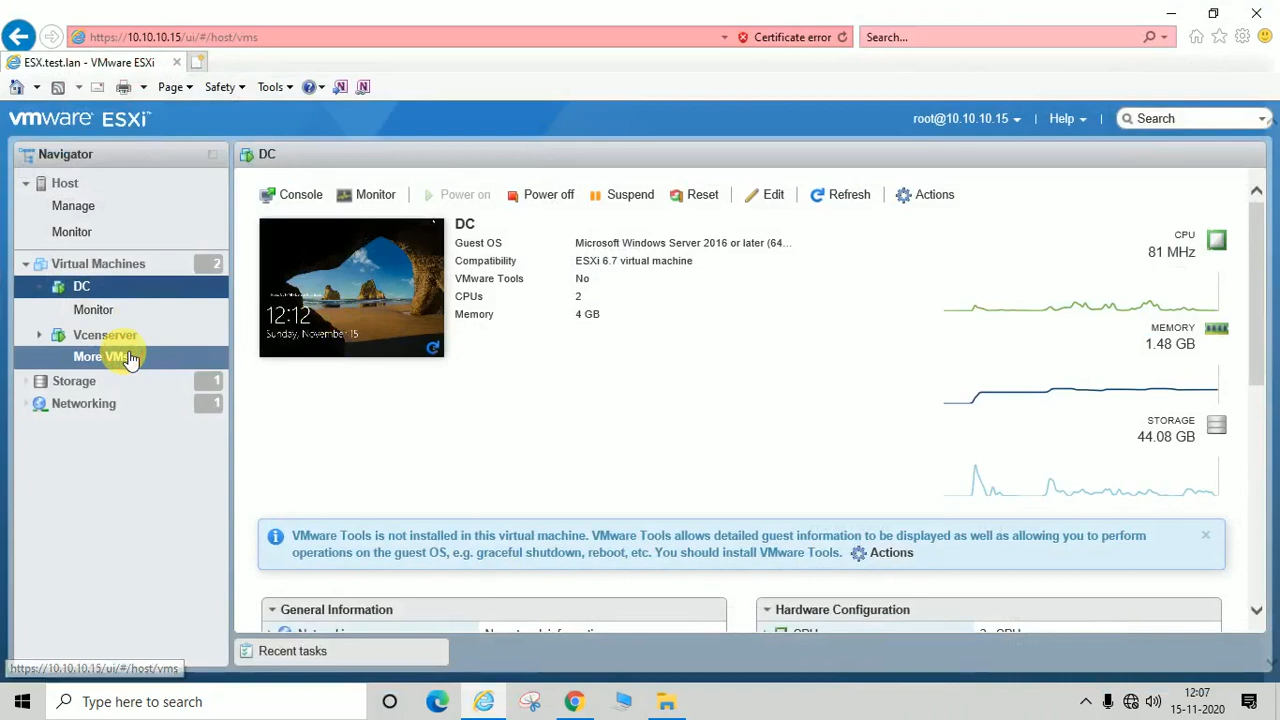 https://10.10.10.15/ui/#/host/vms
Certificate error
Search...
ESX.test.lan - VMware ESXi
Page
Safety
Tools
vmware ESXi
root@10.10.10.15
Help
Search
Navigator
DC
Host
Manage
Monitor
Virtual Machines 2
DC
Monitor
Vcenserver
More VMs
Storage 1
Networking 1
Console
Monitor
Power on
Power off
Suspend
Reset
Edit
Refresh
Actions
12:12
Sunday, November 15
DC
Guest OS Microsoft Windows Server 2016 or later (64...
Compatibility ESXi 6.7 virtual machine
VMware Tools No
CPUs 2
Memory 4 GB
CPU
81 MHz
MEMORY
1.48 GB
STORAGE
44.08 GB
VMware Tools is not installed in this virtual machine. VMware Tools allows detailed guest information to be displayed as well as allowing you to perform
operations on the guest OS, e.g. graceful shutdown, reboot, etc. You should install VMware Tools. Actions
General Information
Hardware Configuration
Recent tasks
https://10.10.10.15/ui/#/host/vms
Type here to search
12:07
15-11-2020